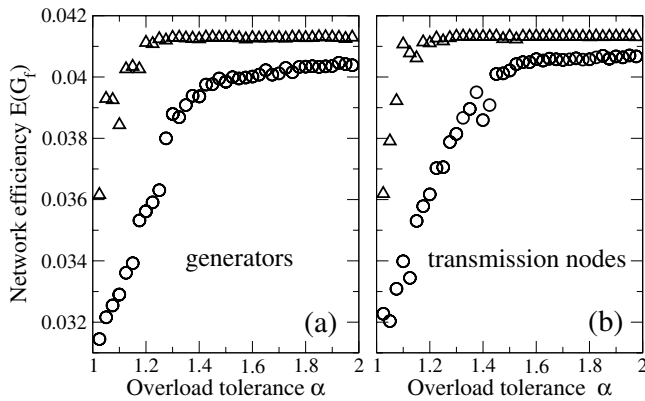 Network efficiency E(G_f)
0.042
0.04
0.038
0.036
0.034
0.032
generators
(a)
transmission nodes
(b)
1 1.2 1.4 1.6 1.8 2
1 1.2 1.4 1.6 1.8 2
Overload tolerance α
Overload tolerance α